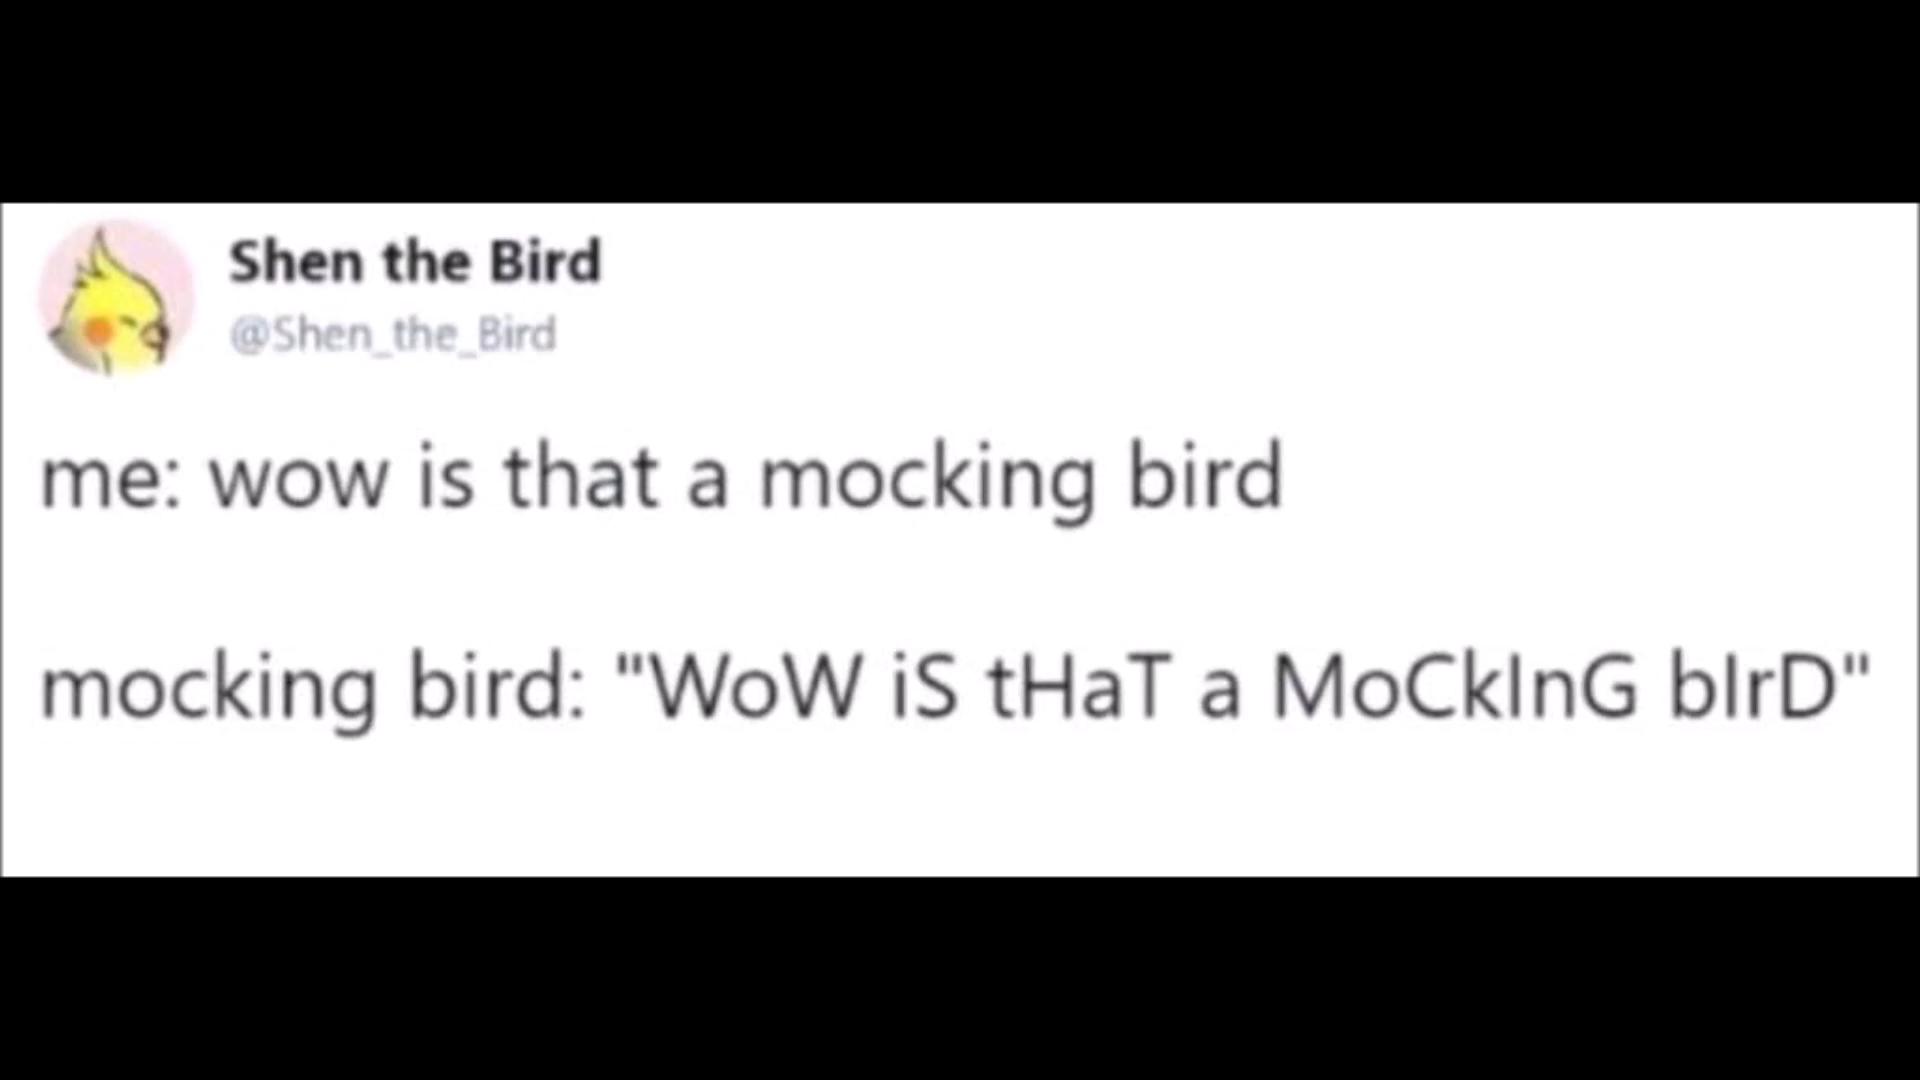 Shen the Bird
@Shen_the_Bird
me: wow is that a mocking bird
mocking bird: "WoW iS tHaT a MoCkInG bIrD"